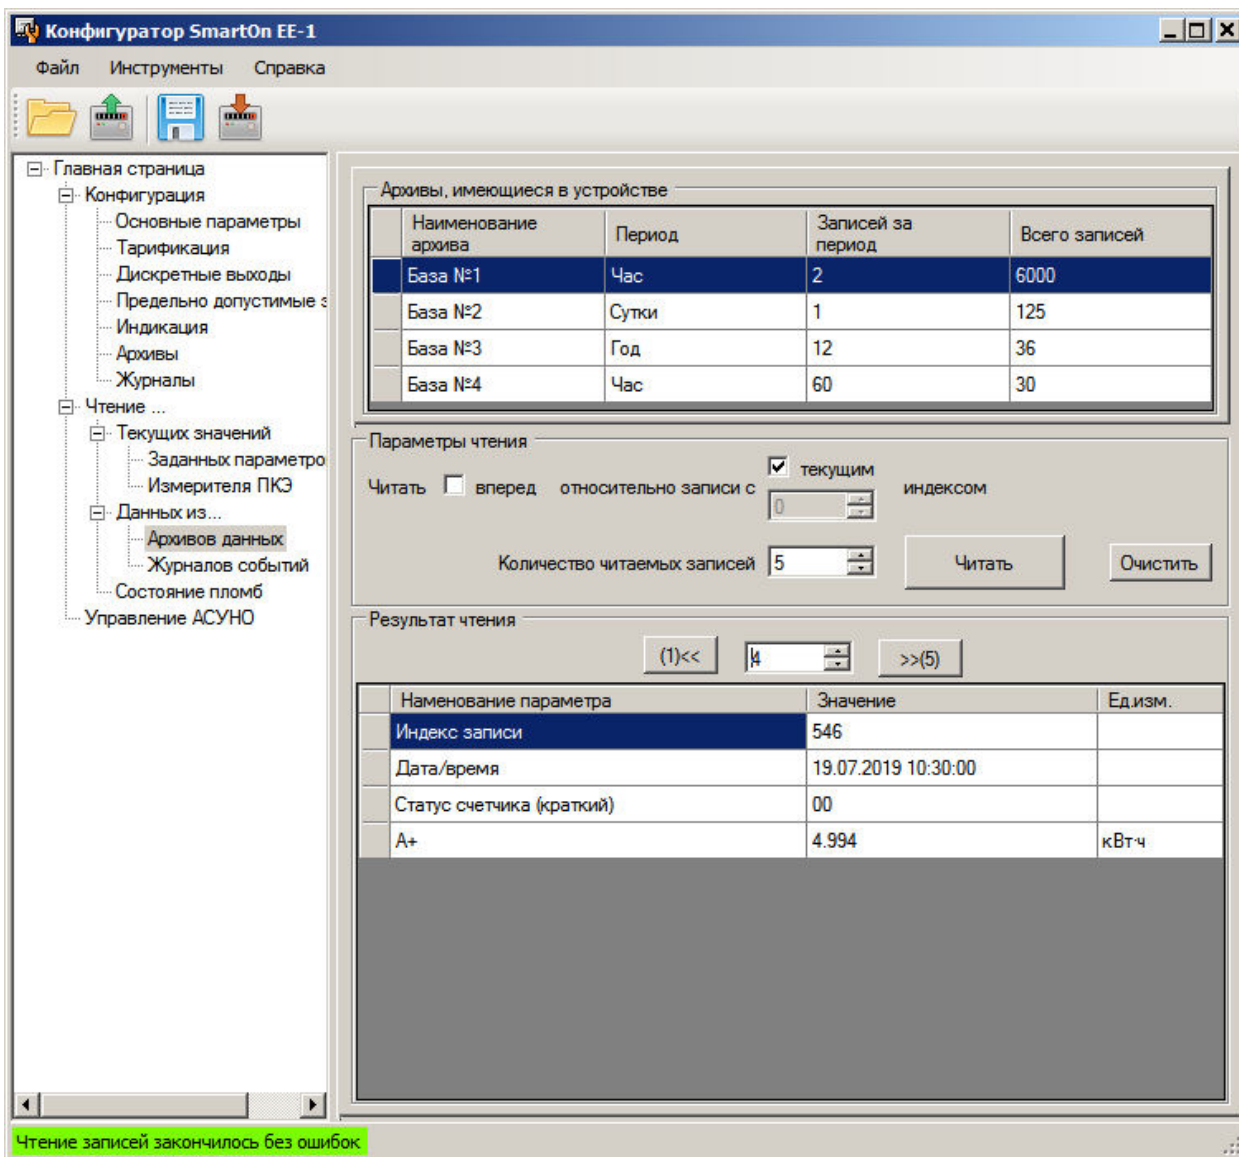 Конфигуратор SmartOn EE-1
Файл Инструменты Справка
Главная страница
Конфигурация
Основные параметры
Тарификация
Дискретные выходы
Предельно допустимые з
Индикация
Архивы
Журналы
Чтение ...
Текущих значений
Заданных параметро
Измерителя ПКЭ
Данных из...
Архивов данных
Журналов событий
Состояние пломб
Управление АСУНО
Архивы, имеющиеся в устройстве
Наименование архива Период Записей за период Всего записей
База №1 Час 2 6000
База №2 Сутки 1 125
База №3 Год 12 36
База №4 Час 60 30
Параметры чтения
текущим
Читать вперед относительно записи с индексом
0
Количество читаемых записей 5 Читать Очистить
Результат чтения
(1)<< 4 >>(5)
Наменование параметра Значение Ед.изм.
Индекс записи 546
Дата/время 19.07.2019 10:30:00
Статус счетчика (краткий) 00
А+ 4.994 кВт·ч
Чтение записей закончилось без ошибок